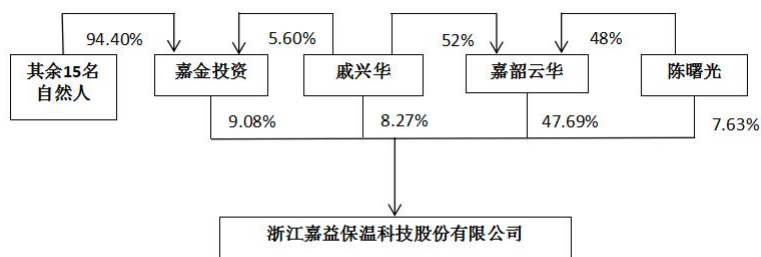 94.40%
5.60%
52%
48%
其余15名
自然人
嘉金投资
戚兴华
嘉韶云华
陈曙光
9.08%
8.27%
47.69%
7.63%
浙江嘉益保温科技股份有限公司